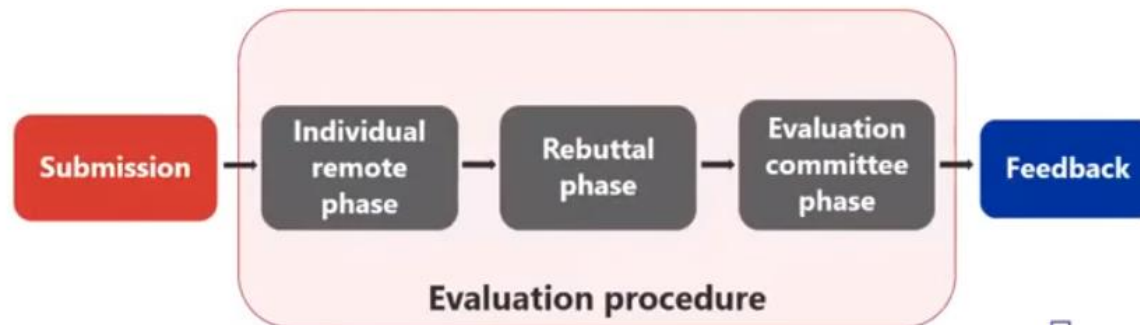 Submission
Individual
remote
phase
Rebuttal
phase
Evaluation
committee
phase
Feedback
Evaluation procedure